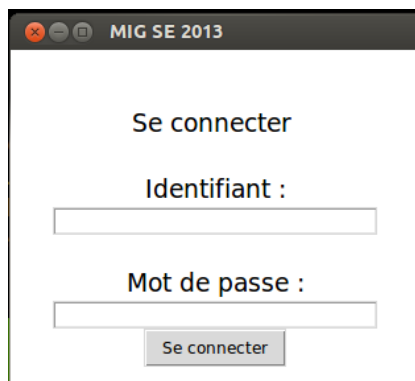 MIG SE 2013
Se connecter
Identifiant :
Mot de passe :
Se connecter